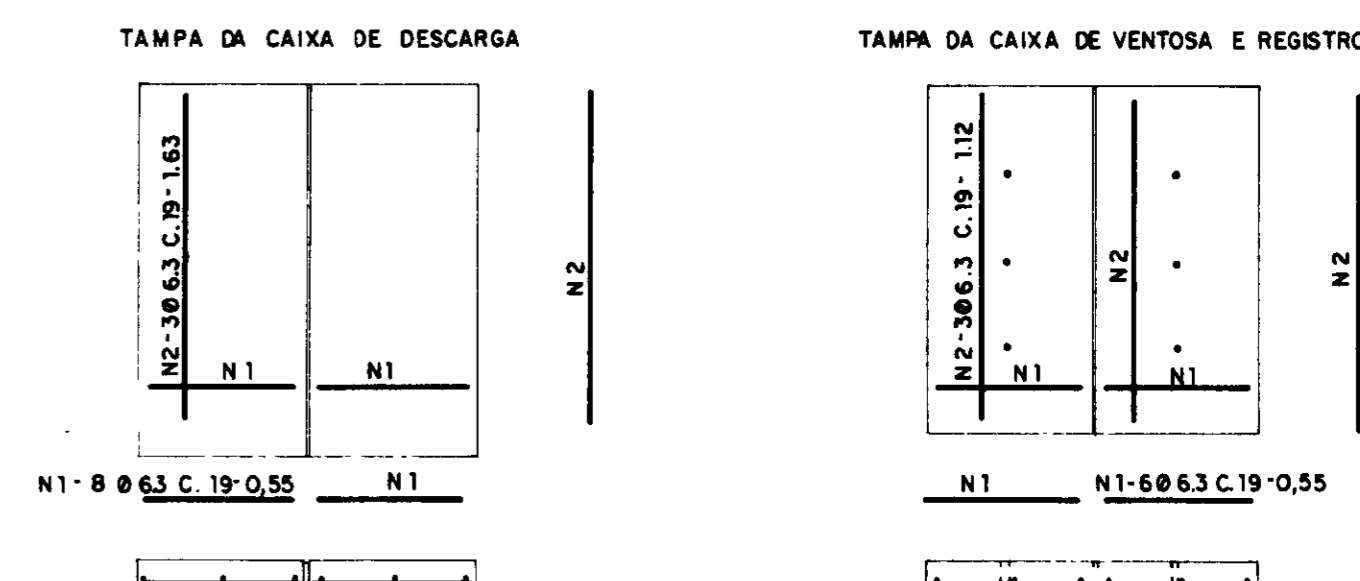 TAMPA DA CAIXA DE DESCARGA
N2-3Ø6.3 C.19-1.63
N1
N1
N2
N1-8 Ø 6.3 C. 19-0,55
N1
TAMPA DA CAIXA DE VENTOSA E REGISTRO
N2-3Ø6.3 C.19-1.12
N1
N2
N1
N2
N1
N1-6Ø6.3 C.19-0,55